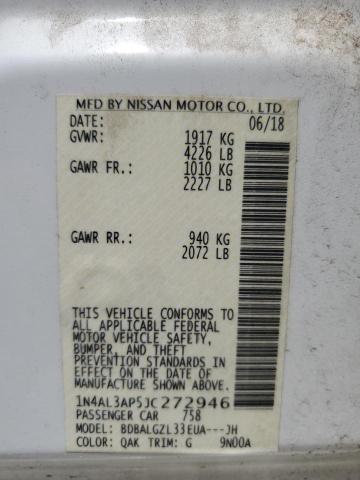 MFD BY NISSAN MOTOR CO., LTD.
DATE: 06/18
GVWR: 1917 KG
4226 LB
GAWR FR.: 1010 KG
2227 LB
GAWR RR.: 940 KG
2072 LB
THIS VEHICLE CONFORMS TO
ALL APPLICABLE FEDERAL
MOTOR VEHICLE SAFETY,
BUMPER, AND THEFT
PREVENTION STANDARDS IN
EFFECT ON THE DATE OF
MANUFACTURE SHOWN ABOVE.
1N4AL3AP5JC272946
PASSENGER CAR 758
MODEL: BDBALGZL33EUA---JH
COLOR: QAK TRIM: G 9N00A